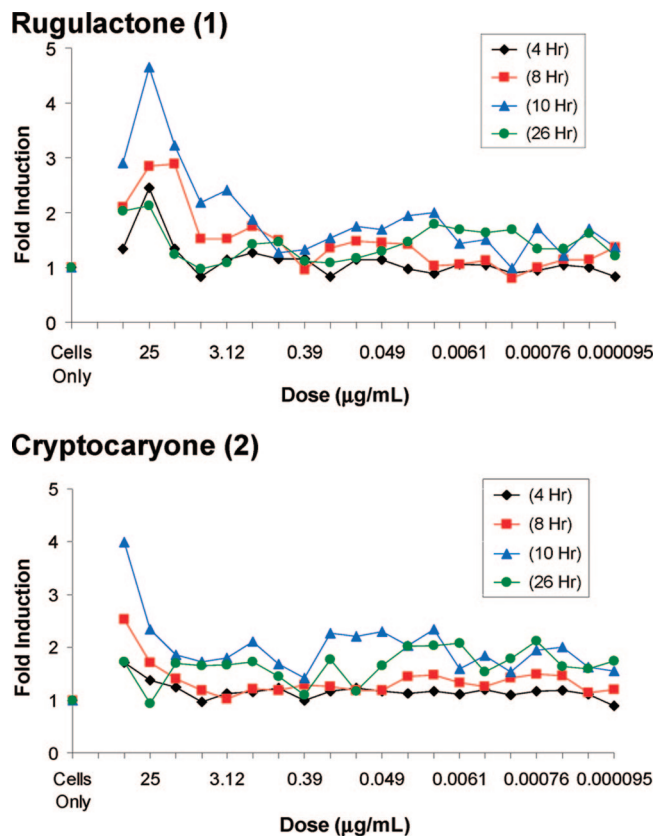 Rugulactone (1)
5
4
3
2
1
0
Fold Induction
(4 Hr)
(8 Hr)
(10 Hr)
(26 Hr)
Cells Only 25 3.12 0.39 0.049 0.0061 0.00076 0.000095
Dose (µg/mL)
Cryptocaryone (2)
5
4
3
2
1
0
Fold Induction
(4 Hr)
(8 Hr)
(10 Hr)
(26 Hr)
Cells Only 25 3.12 0.39 0.049 0.0061 0.00076 0.000095
Dose (µg/mL)